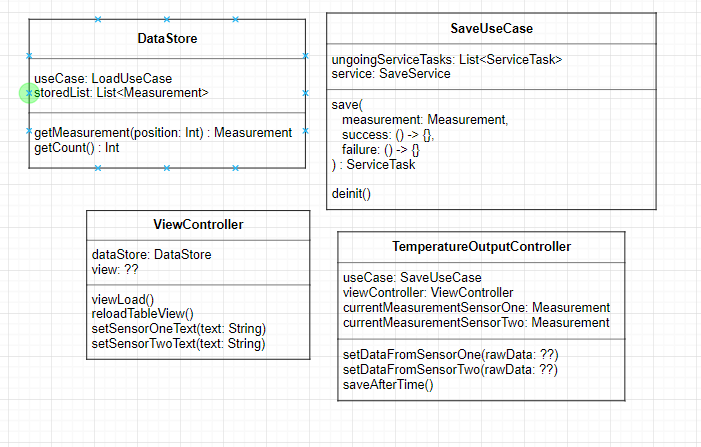 DataStore
useCase: LoadUseCase
storedList: List<Measurement>
getMeasurement(position: Int) : Measurement
getCount() : Int
SaveUseCase
ungoingServiceTasks: List<ServiceTask>
service: SaveService
save(
measurement: Measurement,
success: () -> {},
failure: () -> {}
) : ServiceTask
deinit()
ViewController
dataStore: DataStore
view: ??
viewLoad()
reloadTableView()
setSensorOneText(text: String)
setSensorTwoText(text: String)
TemperatureOutputController
useCase: SaveUseCase
viewController: ViewController
currentMeasurementSensorOne: Measurement
currentMeasurementSensorTwo: Measurement
setDataFromSensorOne(rawData: ??)
setDataFromSensorTwo(rawData: ??)
saveAfterTime()